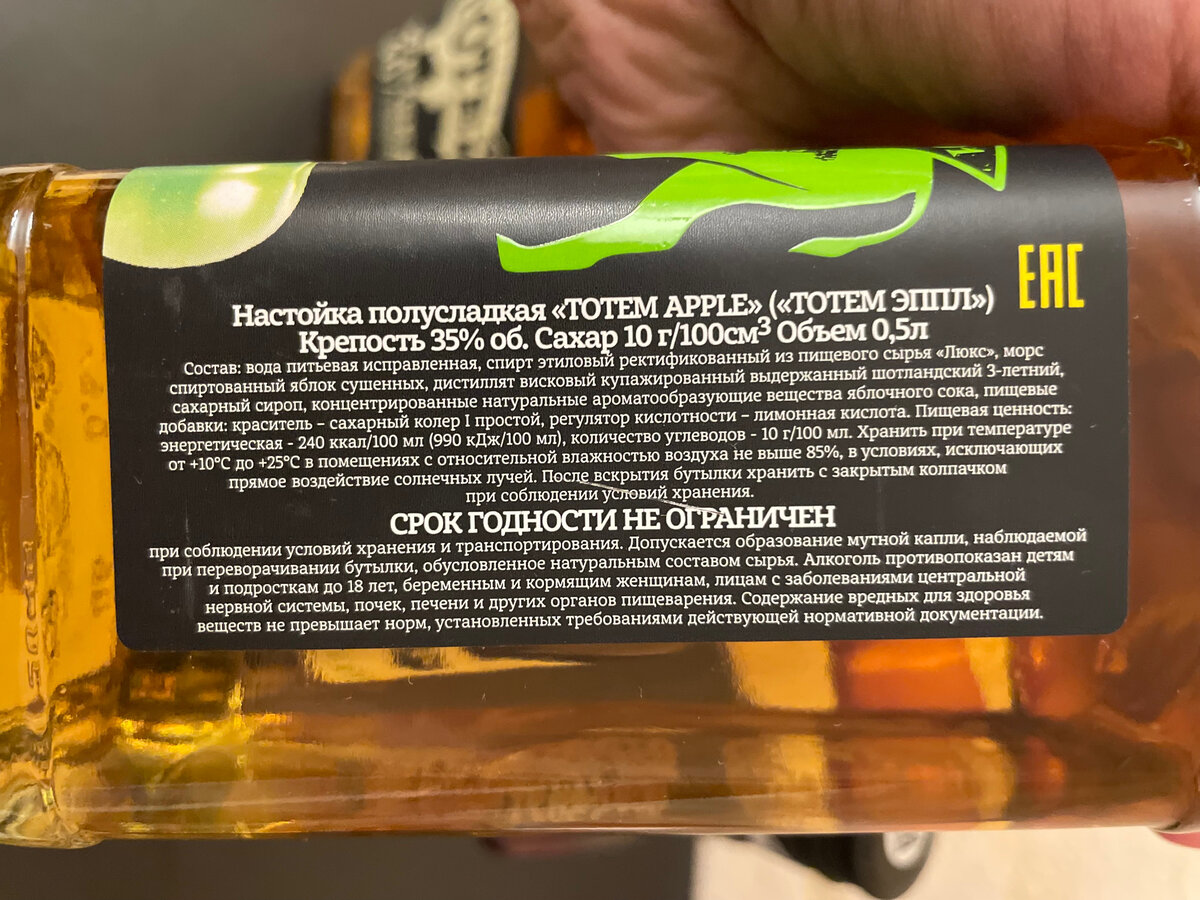 ЕАС
Настойка полусладкая «TOTEM APPLE» («ТОТЕМ ЭППЛ»)
Крепость 35% об. Сахар 10 г/100см³ Объем 0,5л
Состав: вода питьевая исправленная, спирт этиловый ректификованный из пищевого сырья «Люкс», морс
спиртованный яблок сушенных, дистиллят висковый купажированный выдержанный шотландский 3-летний,
сахарный сироп, концентрированные натуральные ароматообразующие вещества яблочного сока, пищевые
добавки: краситель – сахарный колер I простой, регулятор кислотности – лимонная кислота. Пищевая ценность:
энергетическая - 240 ккал/100 мл (990 кДж/100 мл), количество углеводов - 10 г/100 мл. Хранить при температуре
от +10°С до +25°С в помещениях с относительной влажностью воздуха не выше 85%, в условиях, исключающих
прямое воздействие солнечных лучей. После вскрытия бутылки хранить с закрытым колпачком
при соблюдении условий хранения.
СРОК ГОДНОСТИ НЕ ОГРАНИЧЕН
при соблюдении условий хранения и транспортирования. Допускается образование мутной капли, наблюдаемой
при переворачивании бутылки, обусловленное натуральным составом сырья. Алкоголь противопоказан детям
и подросткам до 18 лет, беременным и кормящим женщинам, лицам с заболеваниями центральной
нервной системы, почек, печени и других органов пищеварения. Содержание вредных для здоровья
веществ не превышает норм, установленных требованиями действующей нормативной документации.